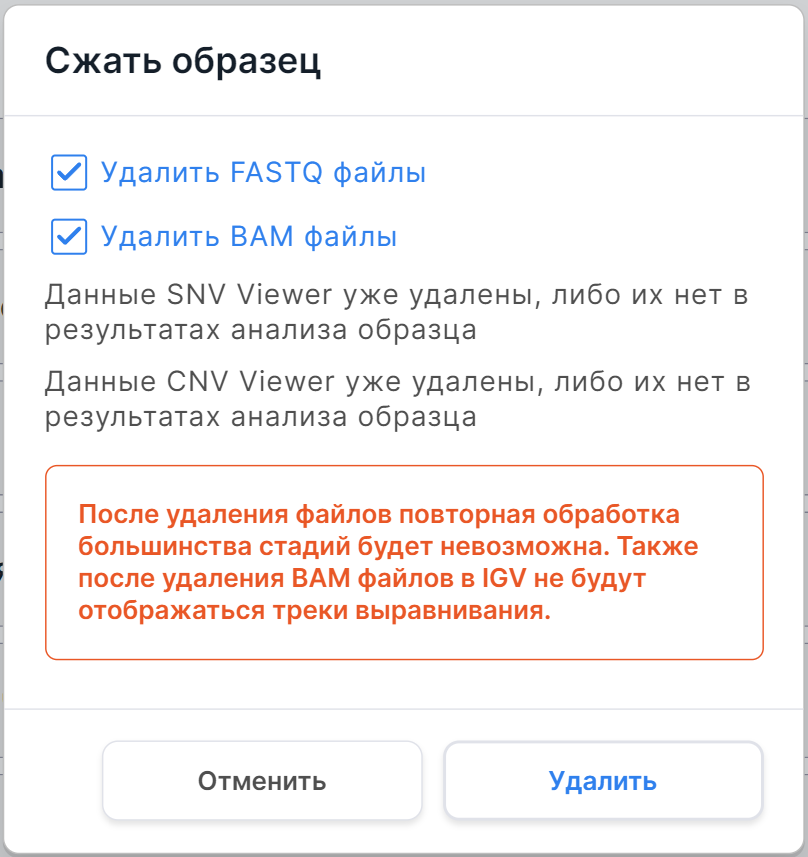 Сжать образец
Удалить FASTQ файлы
Удалить BAM файлы
Данные SNV Viewer уже удалены, либо их нет в
результатах анализа образца
Данные CNV Viewer уже удалены, либо их нет в
результатах анализа образца
После удаления файлов повторная обработка
большинства стадий будет невозможна. Также
после удаления BAM файлов в IGV не будут
отображаться треки выравнивания.
Отменить
Удалить